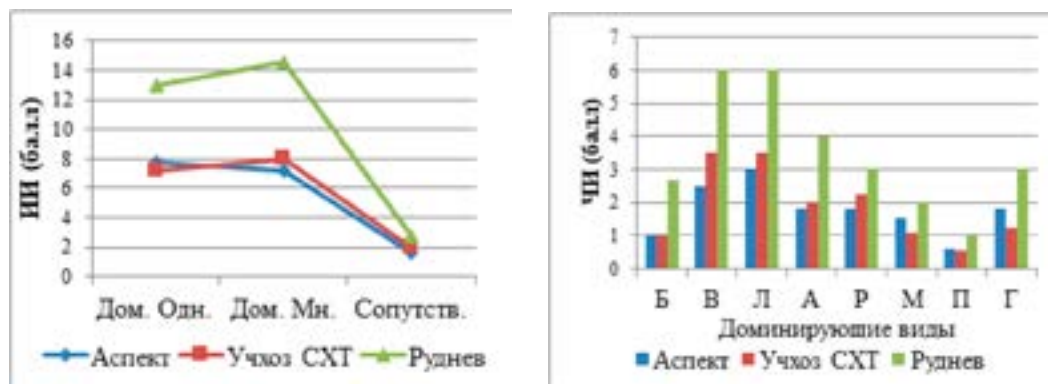 ИИ (балл)
16
14
12
10
8
6
4
2
0
Дом. Одн. Дом. Мн. Сопутств.
Аспект Учхоз СХТ Руднев
ЧИ (балл)
7
6
5
4
3
2
1
0
Б В Л А Р М П Г
Доминирующие виды
Аспект Учхоз СХТ Руднев